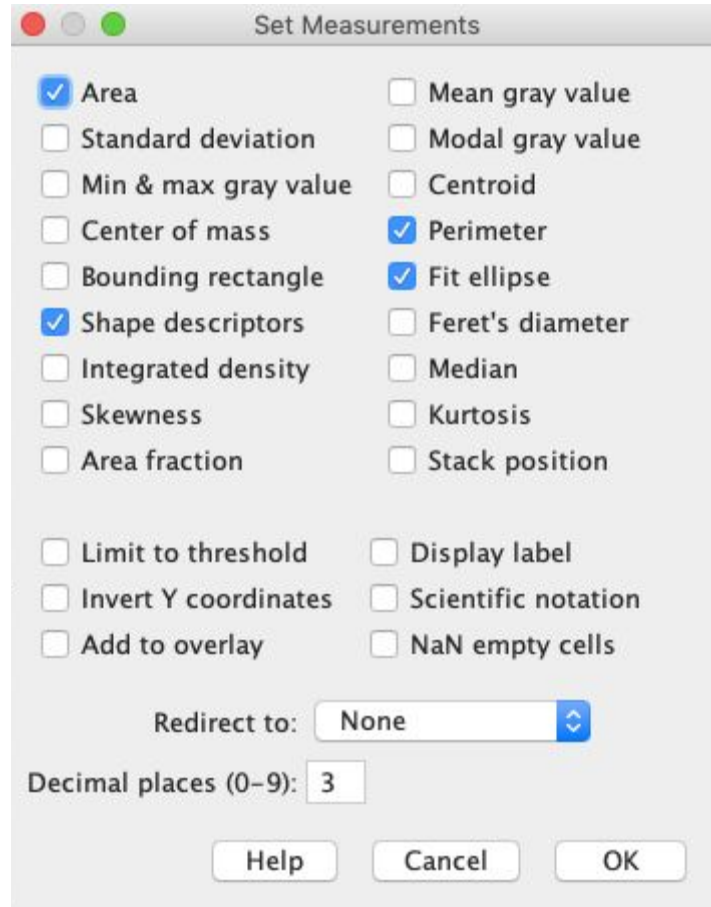 Set Measurements
Area Mean gray value
Standard deviation Modal gray value
Min & max gray value Centroid
Center of mass Perimeter
Bounding rectangle Fit ellipse
Shape descriptors Feret's diameter
Integrated density Median
Skewness Kurtosis
Area fraction Stack position
Limit to threshold Display label
Invert Y coordinates Scientific notation
Add to overlay NaN empty cells
Redirect to: None
Decimal places (0-9): 3
Help Cancel OK